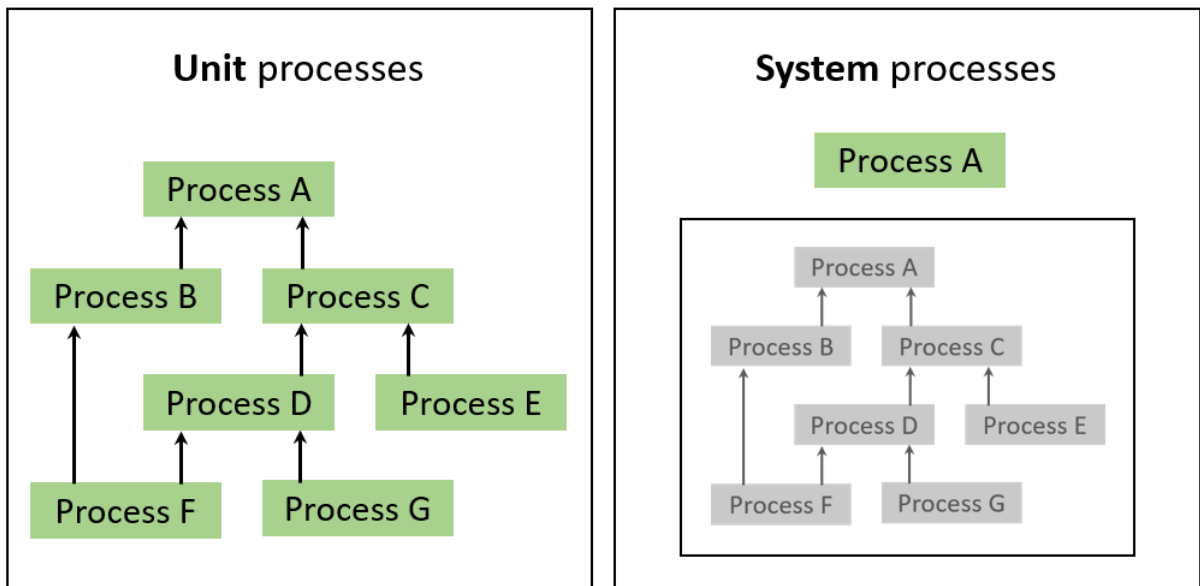 Unit processes
Process A
Process B
Process C
Process D
Process E
Process F
Process G
System processes
Process A
Process A
Process B
Process C
Process D
Process E
Process F
Process G